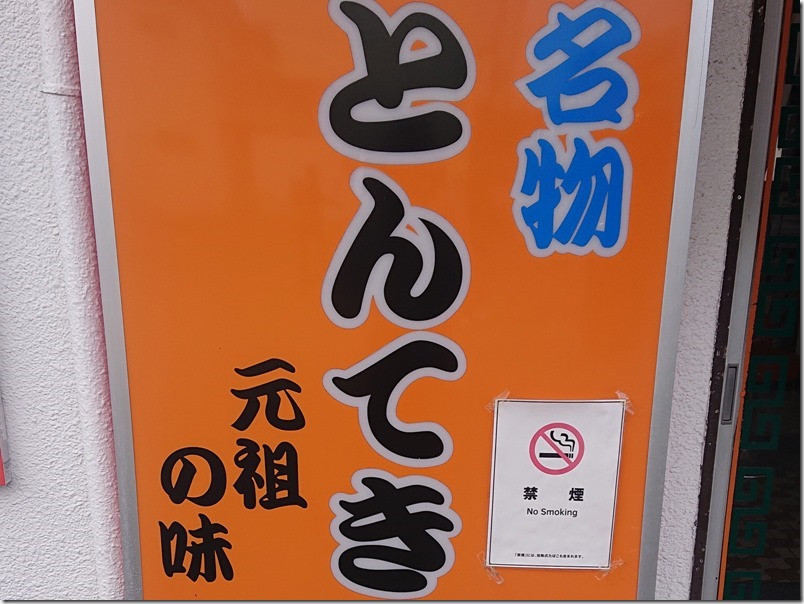 名物
とんてき
元祖
の味
禁煙
No Smoking